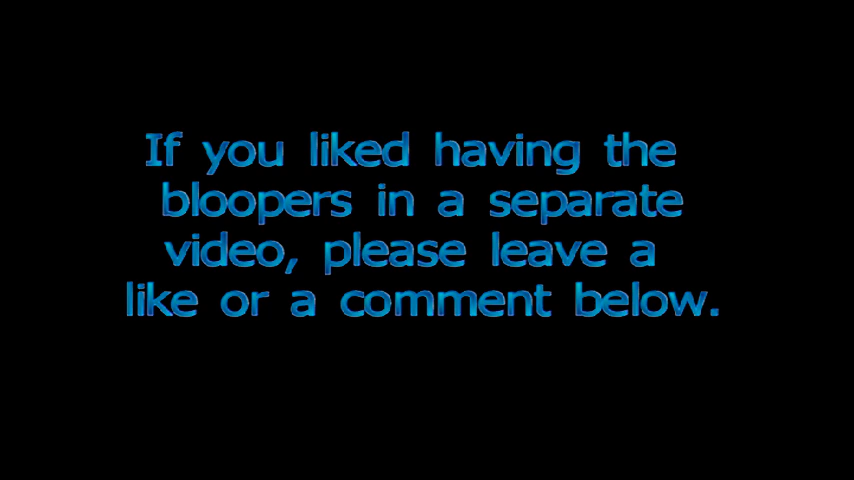 If you liked having the
bloopers in a separate
video, please leave a
like or a comment below.